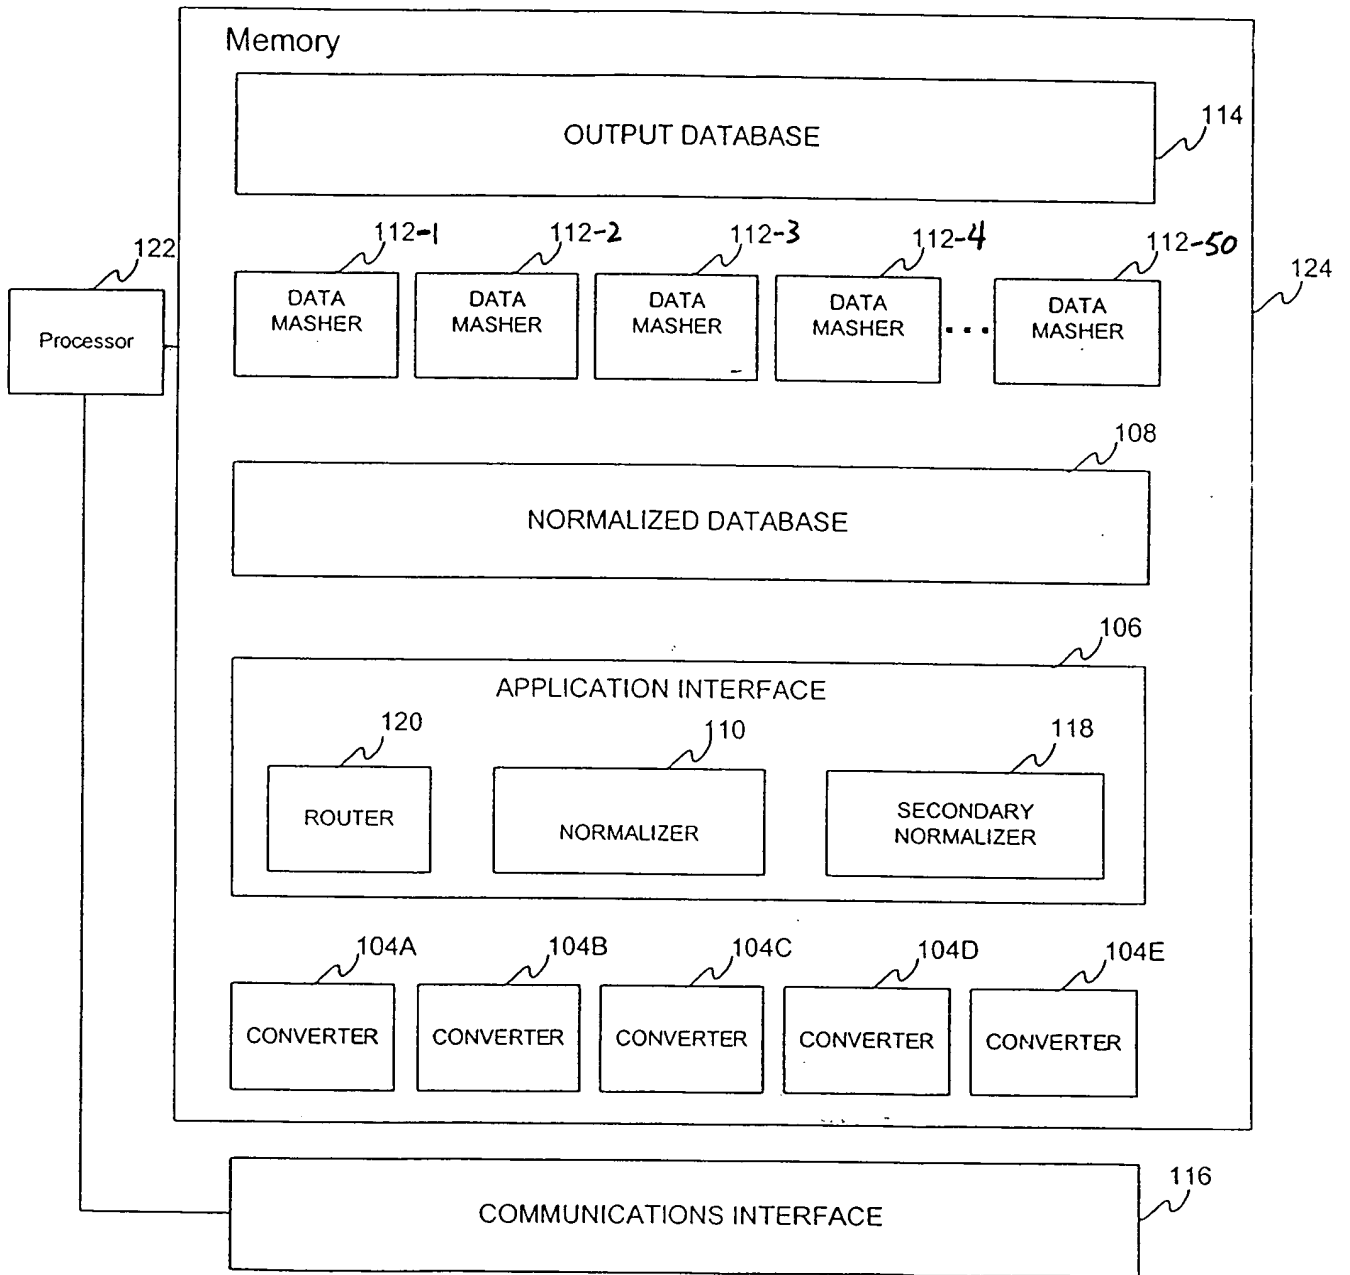 Memory
OUTPUT DATABASE
114
112-1 112-2 112-3 112-4 112-50
122
124
DATA MASHER
DATA MASHER
DATA MASHER
DATA MASHER
...
DATA MASHER
Processor
108
NORMALIZED DATABASE
106
APPLICATION INTERFACE
120 110 118
ROUTER
NORMALIZER
SECONDARY
NORMALIZER
104A 104B 104C 104D 104E
CONVERTER CONVERTER CONVERTER CONVERTER CONVERTER
116
COMMUNICATIONS INTERFACE